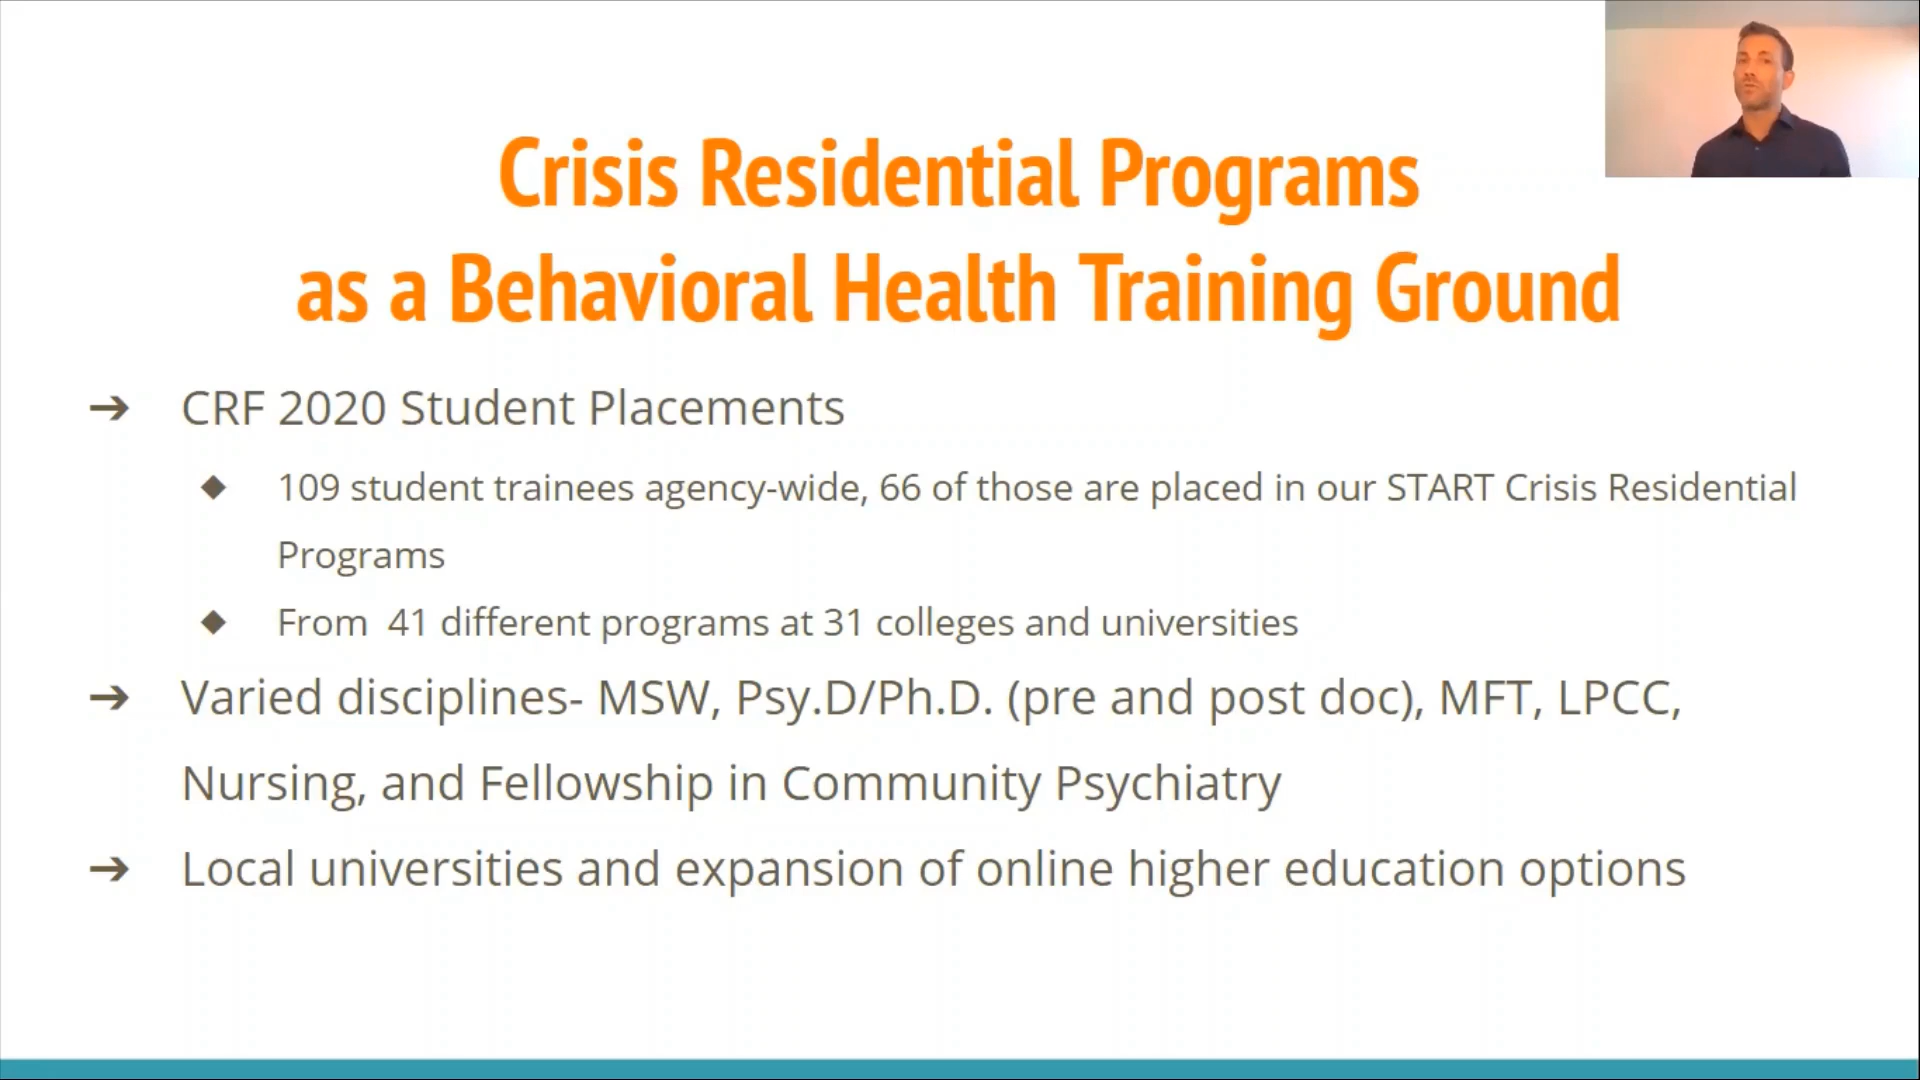 Crisis Residential Programs
as a Behavioral Health Training Ground
➔ CRF 2020 Student Placements
◆ 109 student trainees agency-wide, 66 of those are placed in our START Crisis Residential
Programs
◆ From  41 different programs at 31 colleges and universities
➔ Varied disciplines- MSW, Psy.D/Ph.D. (pre and post doc), MFT, LPCC,
Nursing, and Fellowship in Community Psychiatry
➔ Local universities and expansion of online higher education options